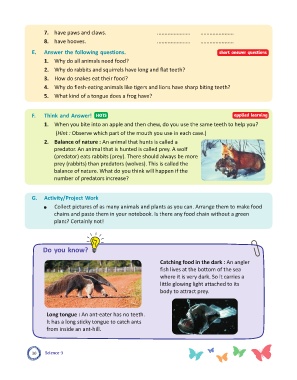 7. have paws and claws. .................... ....................
8. have hooves. .................... ....................
E. Answer the following questions. short answer questions
1. Why do all animals need food?
2. Why do rabbits and squirrels have long and flat teeth?
3. How do snakes eat their food?
4. Why do flesh-eating animals like tigers and lions have sharp biting teeth?
5. What kind of a tongue does a frog have?
F. Think and Answer! HOTS applied learning
1. When you bite into an apple and then chew, do you use the same teeth to help you?
(Hint : Observe which part of the mouth you use in each case.)
2. Balance of nature : An animal that hunts is called a
predator. An animal that is hunted is called prey. A wolf
(predator) eats rabbits (prey). There should always be more
prey (rabbits) than predators (wolves). This is called the
balance of nature. What do you think will happen if the
number of predators increase?
G. Activity/Project Work
● Collect pictures of as many animals and plants as you can. Arrange them to make food
chains and paste them in your notebook. Is there any food chain without a green
plant? Certainly not!
Do you know?
Long tongue : An ant-eater has no teeth.
It has a long sticky tongue to catch ants
from inside an ant-hill.
Catching food in the dark : An angler
fish lives at the bottom of the sea
where it is very dark. So it carries a
little glowing light attached to its
body to attract prey.
Science-3